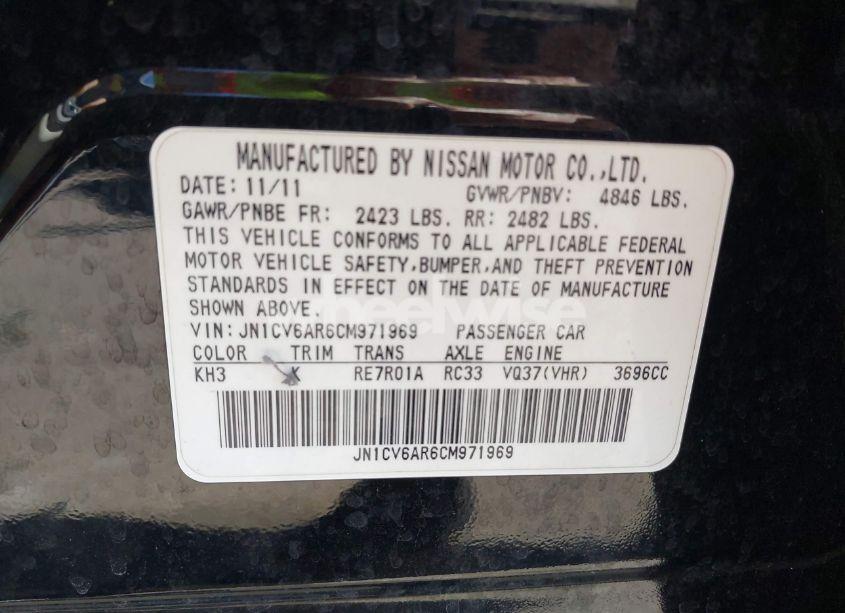 MANUFACTURED BY NISSAN MOTOR CO.,LTD.
DATE: 11/11 GVWR/PNBV: 4846 LBS.
GAWR/PNBE FR: 2423 LBS. RR: 2482 LBS.
THIS VEHICLE CONFORMS TO ALL APPLICABLE FEDERAL
MOTOR VEHICLE SAFETY,BUMPER,AND THEFT PREVENTION
STANDARDS IN EFFECT ON THE DATE OF MANUFACTURE
SHOWN ABOVE.
VIN:JN1CV6AR6CM971969 PASSENGER CAR
COLOR TRIM TRANS AXLE ENGINE
KH3 K RE7R01A RC33 VQ37(VHR) 3696CC
JN1CV6AR6CM971969